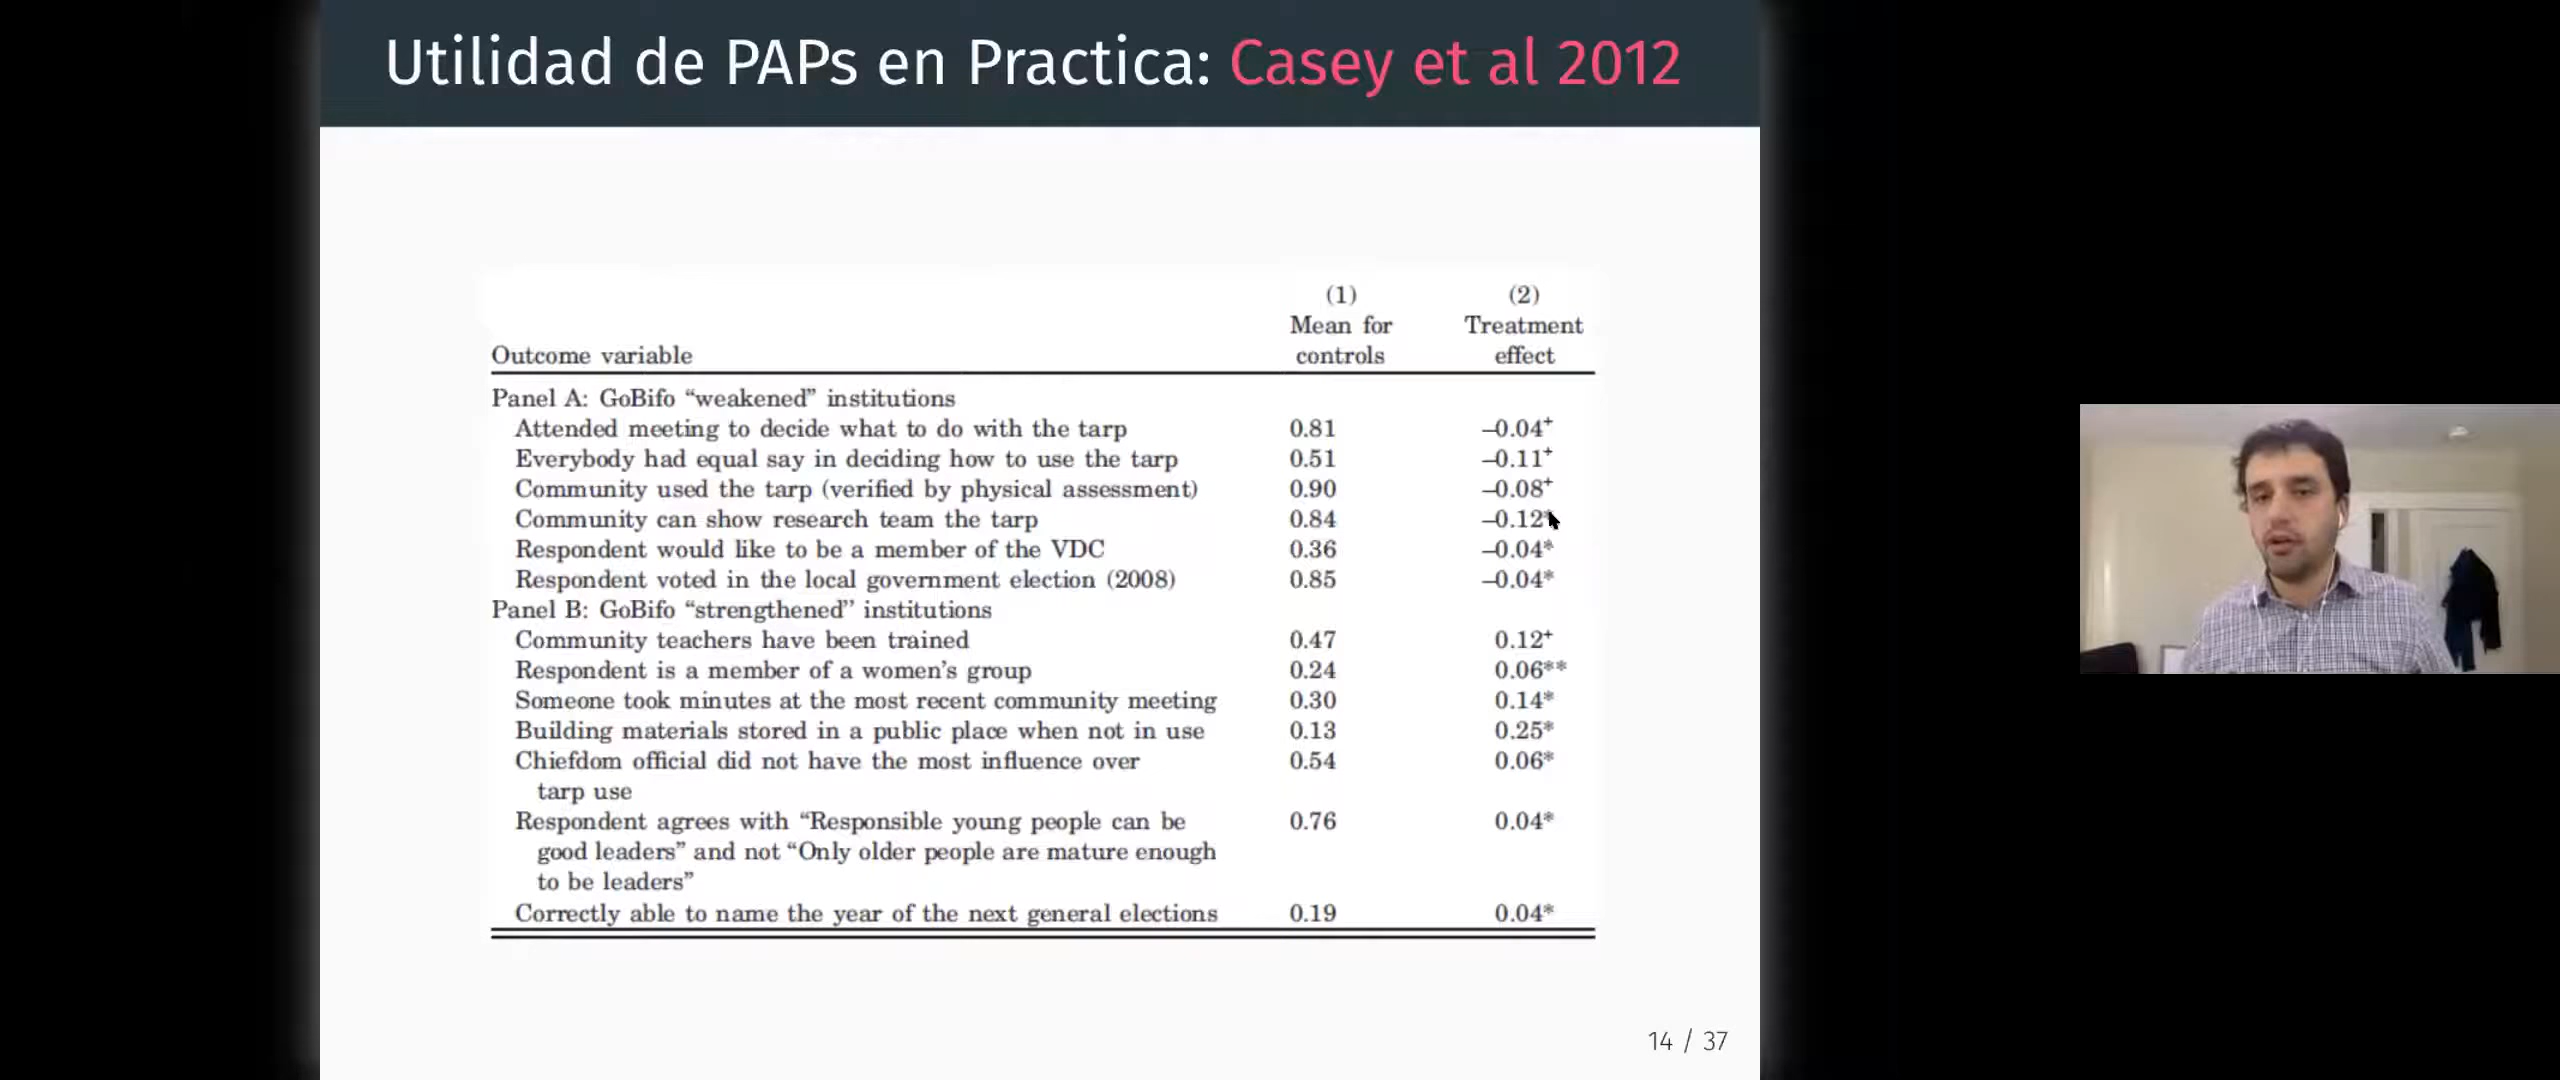 Utilidad de PAPs en Practica: Casey et al 2012
(1) (2)
Mean for Treatment
Outcome variable controls effect
Panel A: GoBifo “weakened” institutions
Attended meeting to decide what to do with the tarp 0.81 –0.04⁺
Everybody had equal say in deciding how to use the tarp 0.51 –0.11⁺
Community used the tarp (verified by physical assessment) 0.90 –0.08⁺
Community can show research team the tarp 0.84 –0.12
Respondent would like to be a member of the VDC 0.36 –0.04*
Respondent voted in the local government election (2008) 0.85 –0.04*
Panel B: GoBifo “strengthened” institutions
Community teachers have been trained 0.47 0.12⁺
Respondent is a member of a women’s group 0.24 0.06**
Someone took minutes at the most recent community meeting 0.30 0.14*
Building materials stored in a public place when not in use 0.13 0.25*
Chiefdom official did not have the most influence over 0.54 0.06*
tarp use
Respondent agrees with “Responsible young people can be 0.76 0.04*
good leaders” and not “Only older people are mature enough
to be leaders”
Correctly able to name the year of the next general elections 0.19 0.04*
14 / 37